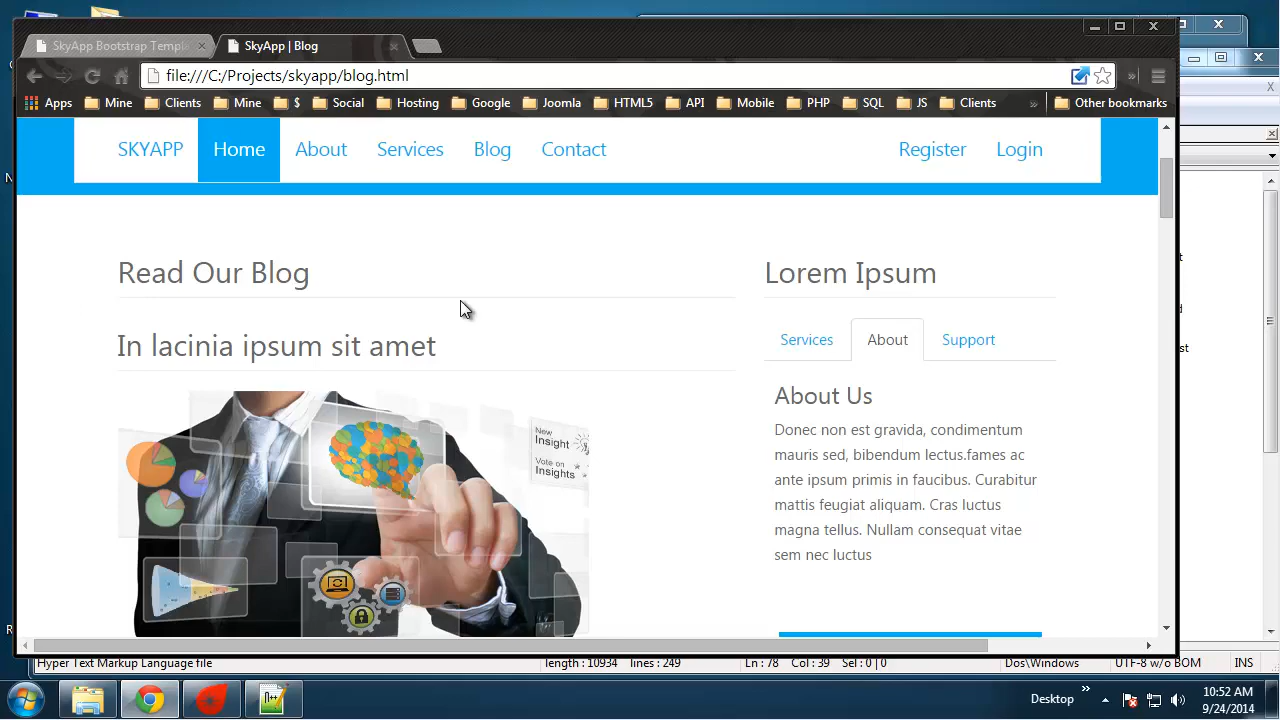 SkyApp Bootstrap Templ
SkyApp | Blog
file:///C:/Projects/skyapp/blog.html
Apps Mine Clients Mine $ Social Hosting Google Joomla HTML5 API Mobile PHP SQL JS Clients » Other bookmarks
SKYAPP Home About Services Blog Contact Register Login
Read Our Blog
Lorem Ipsum
In lacinia ipsum sit amet
Services About Support
About Us
Donec non est gravida, condimentum
mauris sed, bibendum lectus.fames ac
ante ipsum primis in faucibus. Curabitur
mattis feugiat aliquam. Cras luctus
magna tellus. Nullam consequat vitae
sem nec luctus
New
Insight
Vote on
Insights
Hyper Text Markup Language file length : 10934 lines : 249 Ln : 78 Col : 39 Sel : 0 | 0 Dos\Windows UTF-8 w/o BOM INS
Desktop »
10:52 AM
9/24/2014